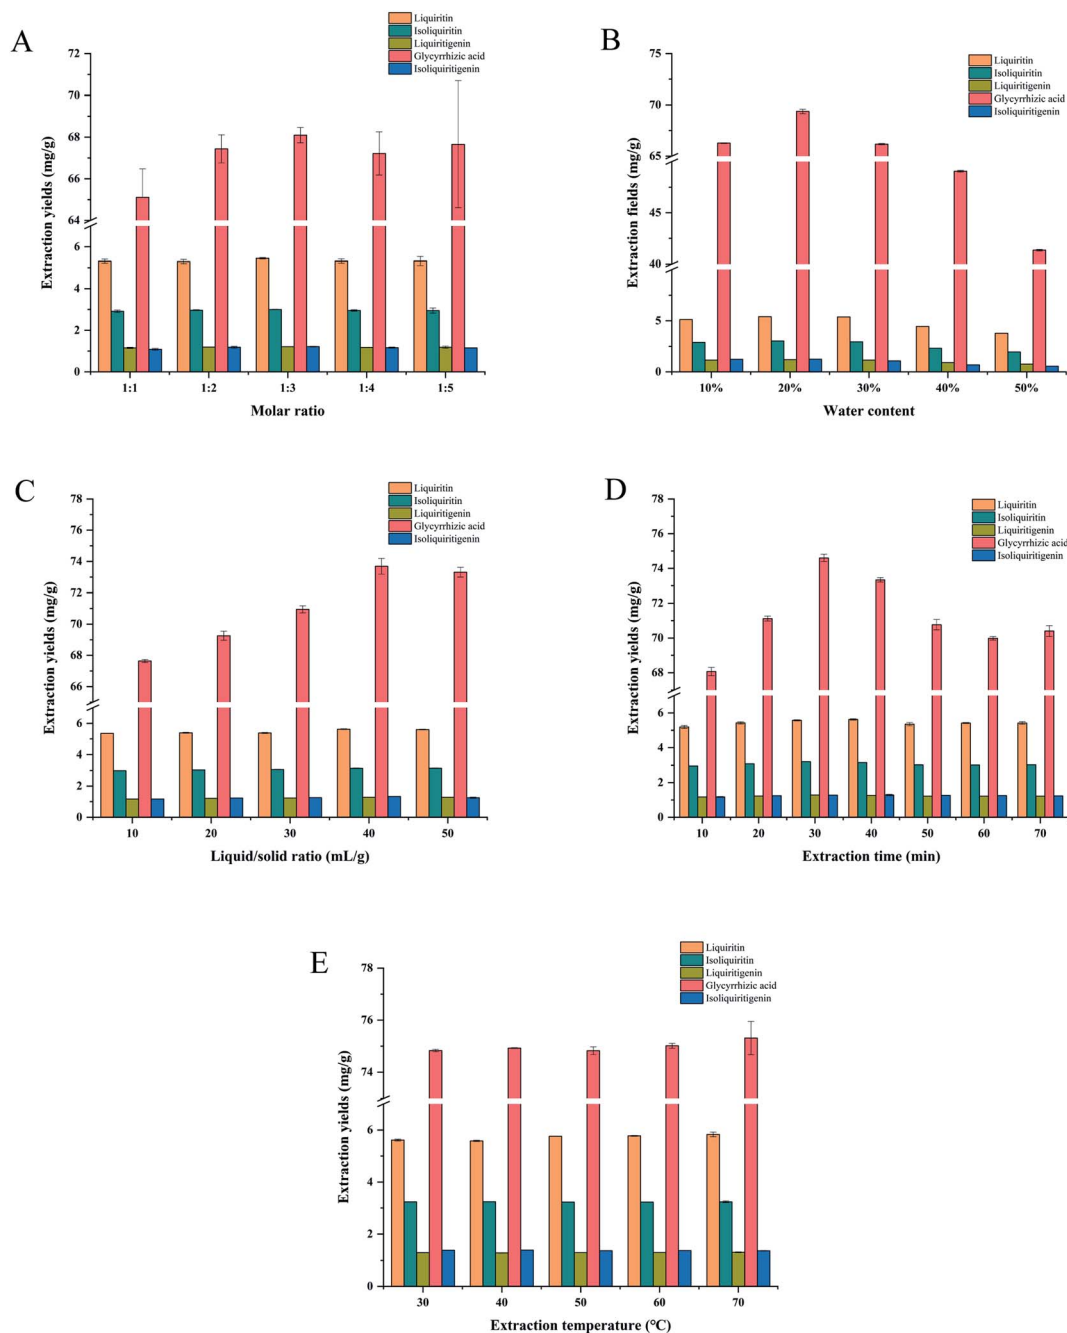 A
Liquiritin
Isoliquiritin
Liquiritigenin
Glycyrrhizic acid
Isoliquiritigenin
Extraction yields (mg/g)
72
70
68
66
64
6
4
2
0
1:1 1:2 1:3 1:4 1:5
Molar ratio
B
Liquiritin
Isoliquiritin
Liquiritigenin
Glycyrrhizic acid
Isoliquiritigenin
Extraction fields (mg/g)
75
70
65
45
40
5
0
10% 20% 30% 40% 50%
Water content
C
Liquiritin
Isoliquiritin
Liquiritigenin
Glycyrrhizic acid
Isoliquiritigenin
Extraction yields (mg/g)
78
76
74
72
70
68
66
6
4
2
0
10 20 30 40 50
Liquid/solid ratio (mL/g)
D
Liquiritin
Isoliquiritin
Liquiritigenin
Glycyrrhizic acid
Isoliquiritigenin
Extraction yields (mg/g)
78
76
74
72
70
68
6
4
2
0
10 20 30 40 50 60 70
Extraction time (min)
E
Liquiritin
Isoliquiritin
Liquiritigenin
Glycyrrhizic acid
Isoliquiritigenin
Extraction yields (mg/g)
78
76
74
6
4
2
0
30 40 50 60 70
Extraction temperature (°C)